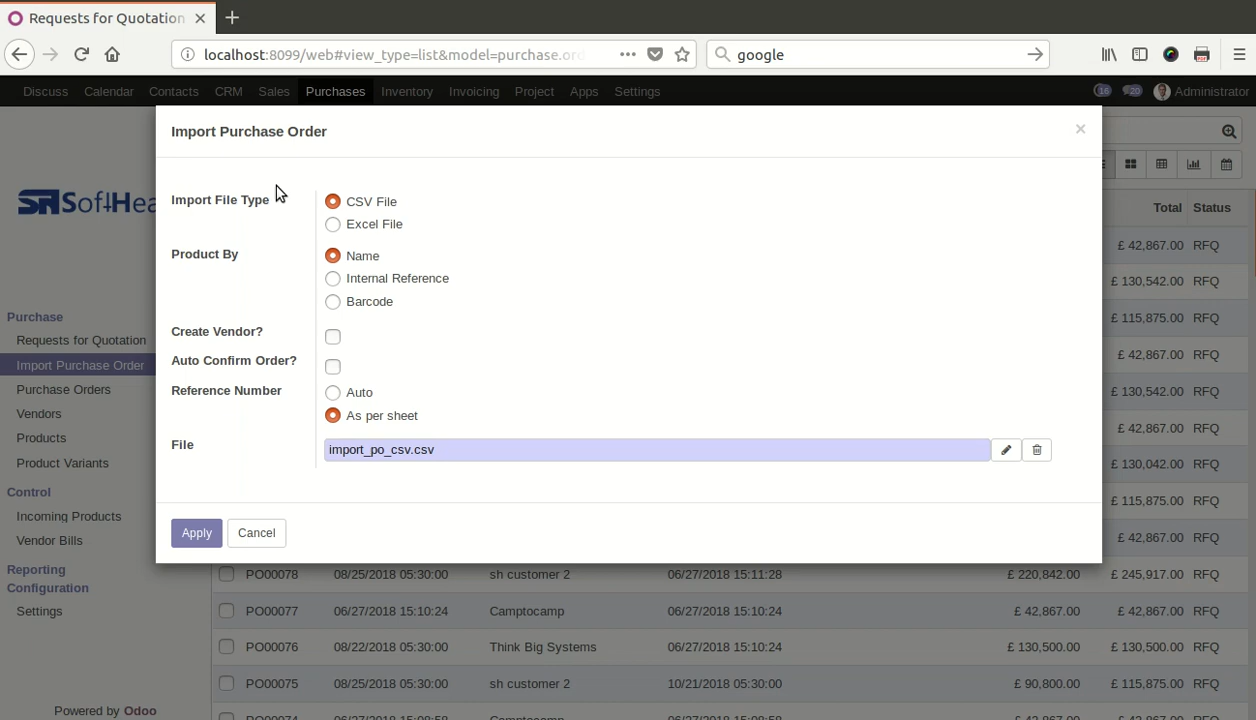 Requests for Quotation
localhost:8099/web#view_type=list&model=purchase.ord
google
Discuss Calendar Contacts CRM Sales Purchases Inventory Invoicing Project Apps Settings 16 20 Administrator
Import Purchase Order
Import File Type
CSV File
Excel File
Product By
Name
Internal Reference
Barcode
Create Vendor?
Auto Confirm Order?
Reference Number
Auto
As per sheet
File
import_po_csv.csv
Apply Cancel
SoftHea
Purchase
Requests for Quotation
Import Purchase Order
Purchase Orders
Vendors
Products
Product Variants
Control
Incoming Products
Vendor Bills
Reporting
Configuration
Settings
Powered by Odoo
Total Status
£ 42,867.00 RFQ
£ 130,542.00 RFQ
£ 115,875.00 RFQ
£ 42,867.00 RFQ
£ 130,542.00 RFQ
£ 42,867.00 RFQ
£ 130,042.00 RFQ
£ 115,875.00 RFQ
£ 42,867.00 RFQ
PO00078 08/25/2018 05:30:00 sh customer 2 06/27/2018 15:11:28 £ 220,842.00 £ 245,917.00 RFQ
PO00077 06/27/2018 15:10:24 Camptocamp 06/27/2018 15:10:24 £ 42,867.00 £ 42,867.00 RFQ
PO00076 08/22/2018 05:30:00 Think Big Systems 06/27/2018 15:10:24 £ 130,500.00 £ 130,500.00 RFQ
PO00075 08/25/2018 05:30:00 sh customer 2 10/21/2018 05:30:00 £ 90,800.00 £ 115,875.00 RFQ